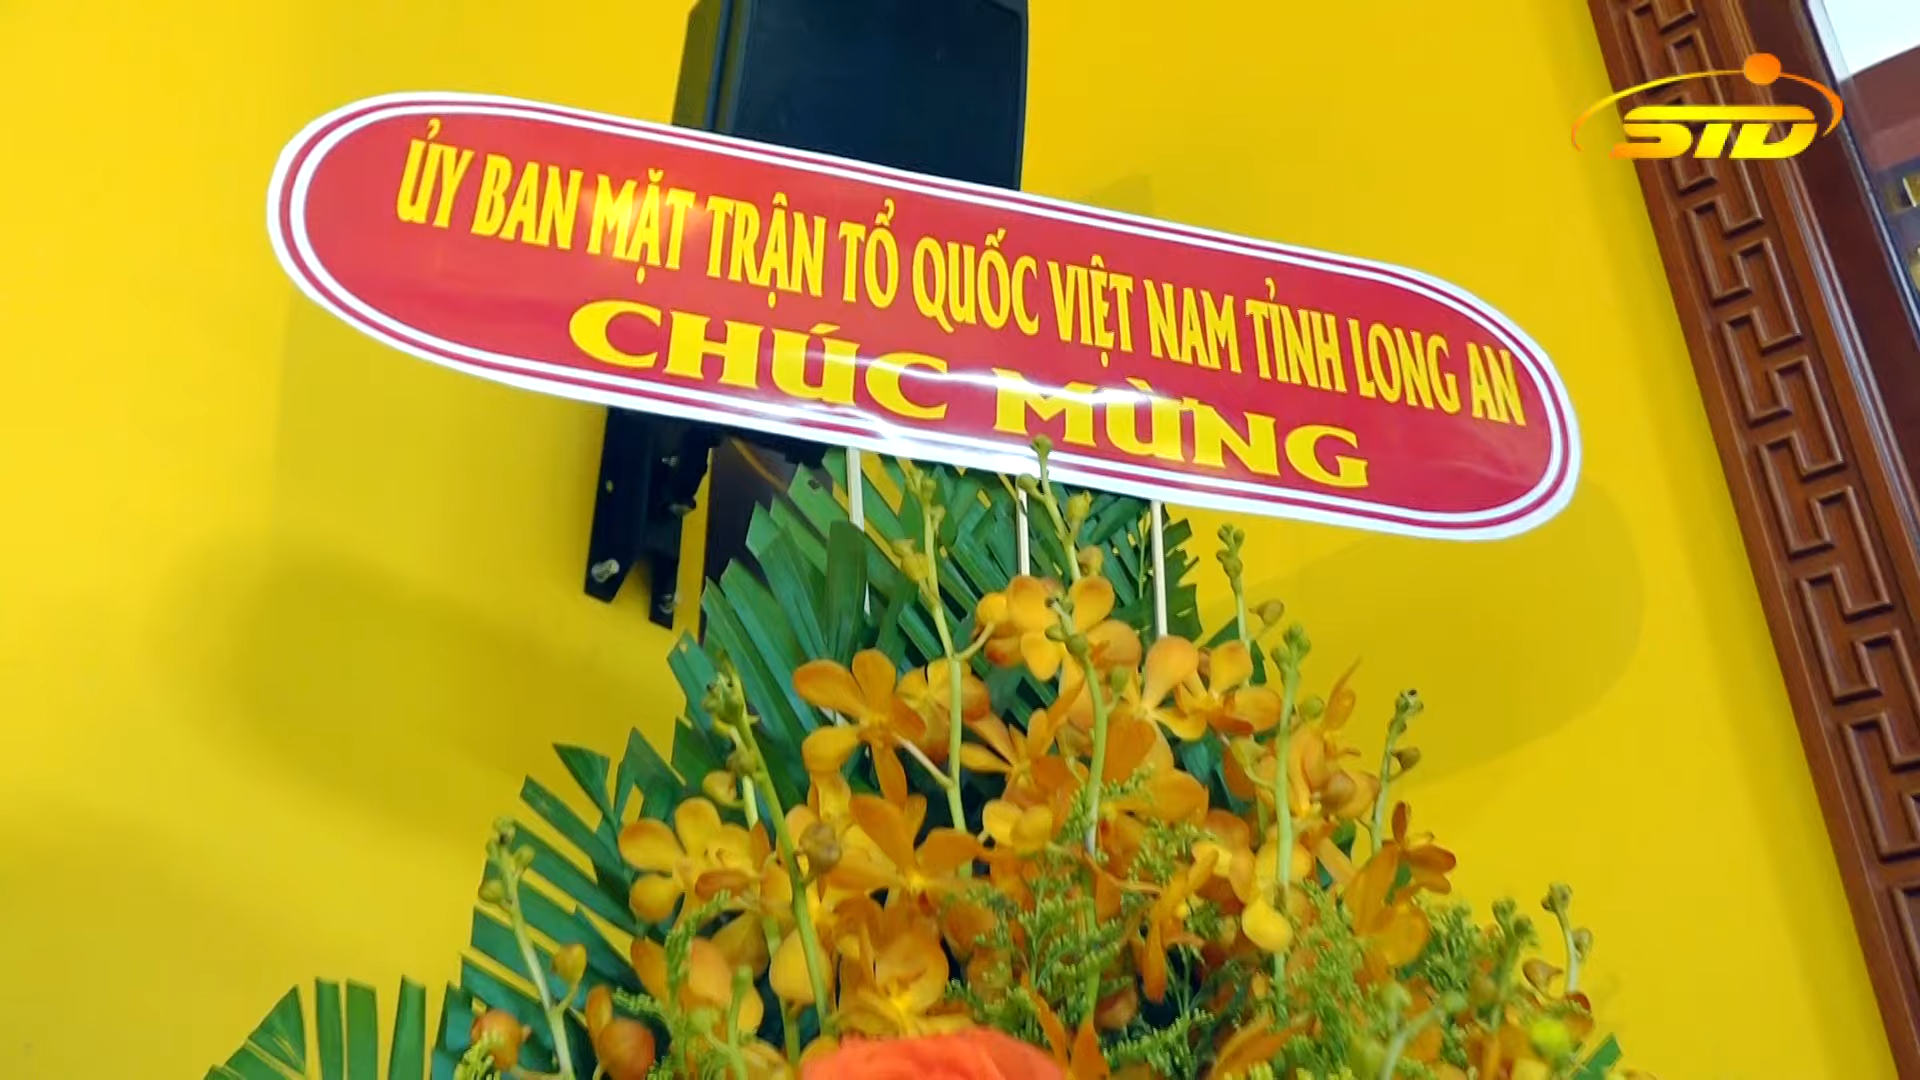 STD
ỦY BAN MẶT TRẬN TỔ QUỐC VIỆT NAM TỈNH LONG AN
CHÚC MỪNG